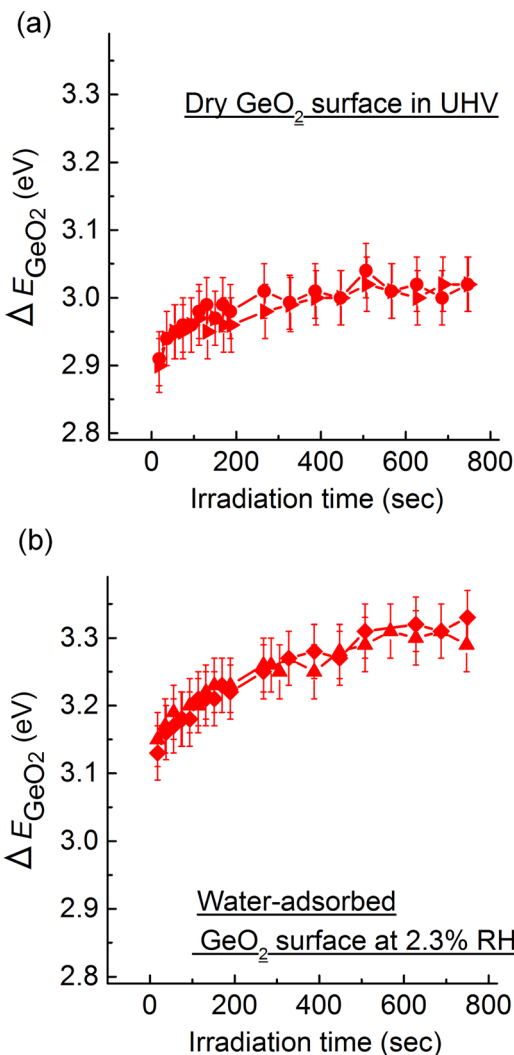 (a)
3.3
Dry GeO₂ surface in UHV
3.2
3.1
3.0
2.9
2.8
Δ E GeO2 (eV)
0 200 400 600 800
Irradiation time (sec)
(b)
3.3
3.2
3.1
3.0
2.9
2.8
Δ E GeO2 (eV)
Water-adsorbed
GeO₂ surface at 2.3% RH
0 200 400 600 800
Irradiation time (sec)